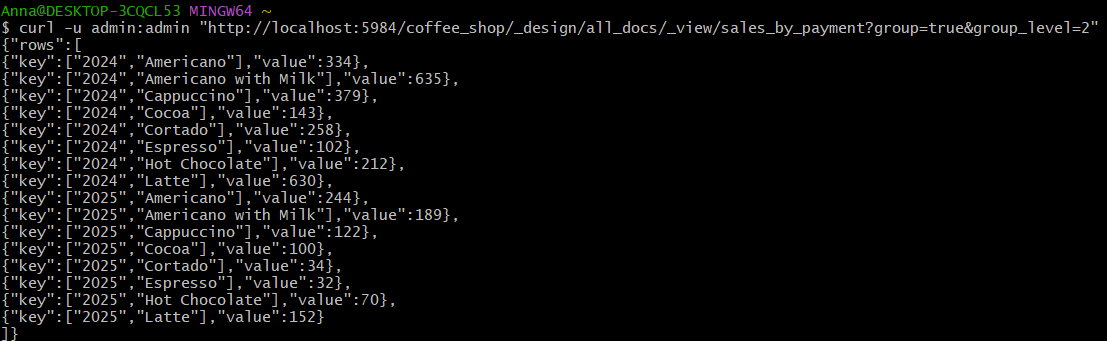 Anna@DESKTOP-3CQCL53 MINGW64 ~
$ curl -u admin:admin "http://localhost:5984/coffee_shop/_design/all_docs/_view/sales_by_payment?group=true&group_level=2"
{"rows":[
{"key":["2024","Americano"],"value":334},
{"key":["2024","Americano with Milk"],"value":635},
{"key":["2024","Cappuccino"],"value":379},
{"key":["2024","Cocoa"],"value":143},
{"key":["2024","Cortado"],"value":258},
{"key":["2024","Espresso"],"value":102},
{"key":["2024","Hot Chocolate"],"value":212},
{"key":["2024","Latte"],"value":630},
{"key":["2025","Americano"],"value":244},
{"key":["2025","Americano with Milk"],"value":189},
{"key":["2025","Cappuccino"],"value":122},
{"key":["2025","Cocoa"],"value":100},
{"key":["2025","Cortado"],"value":34},
{"key":["2025","Espresso"],"value":32},
{"key":["2025","Hot Chocolate"],"value":70},
{"key":["2025","Latte"],"value":152}
]}